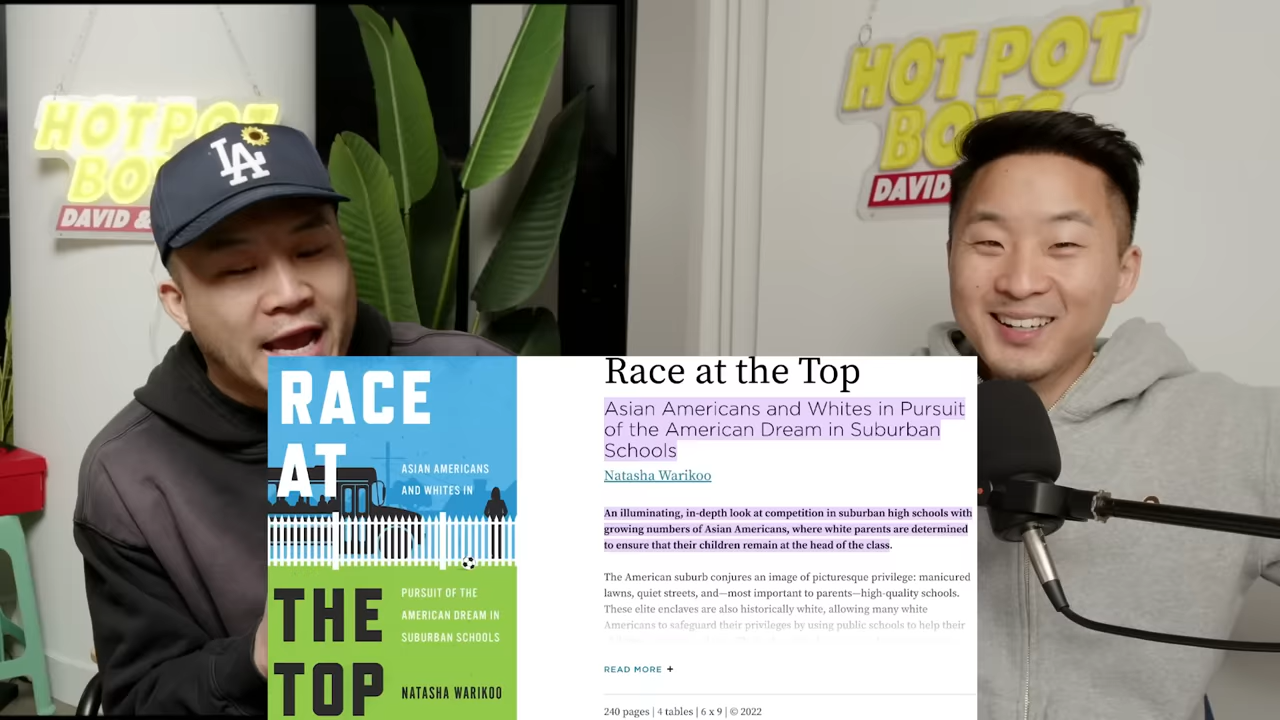 HOT POT
BO
DAVID &
LA
HOT POT
BOYS
DAVID
RACE
AT
ASIAN AMERICANS
AND WHITES IN
THE
TOP
PURSUIT OF THE
AMERICAN DREAM IN
SUBURBAN SCHOOLS
NATASHA WARIKOO
Race at the Top
Asian Americans and Whites in Pursuit
of the American Dream in Suburban
Schools
Natasha Warikoo
An illuminating, in-depth look at competition in suburban high schools with
growing numbers of Asian Americans, where white parents are determined
to ensure that their children remain at the head of the class.
The American suburb conjures an image of picturesque privilege: manicured
lawns, quiet streets, and—most important to parents—high-quality schools.
These elite enclaves are also historically white, allowing many white
Americans to safeguard their privileges by using public schools to help their
READ MORE +
240 pages | 4 tables | 6 x 9 | © 2022